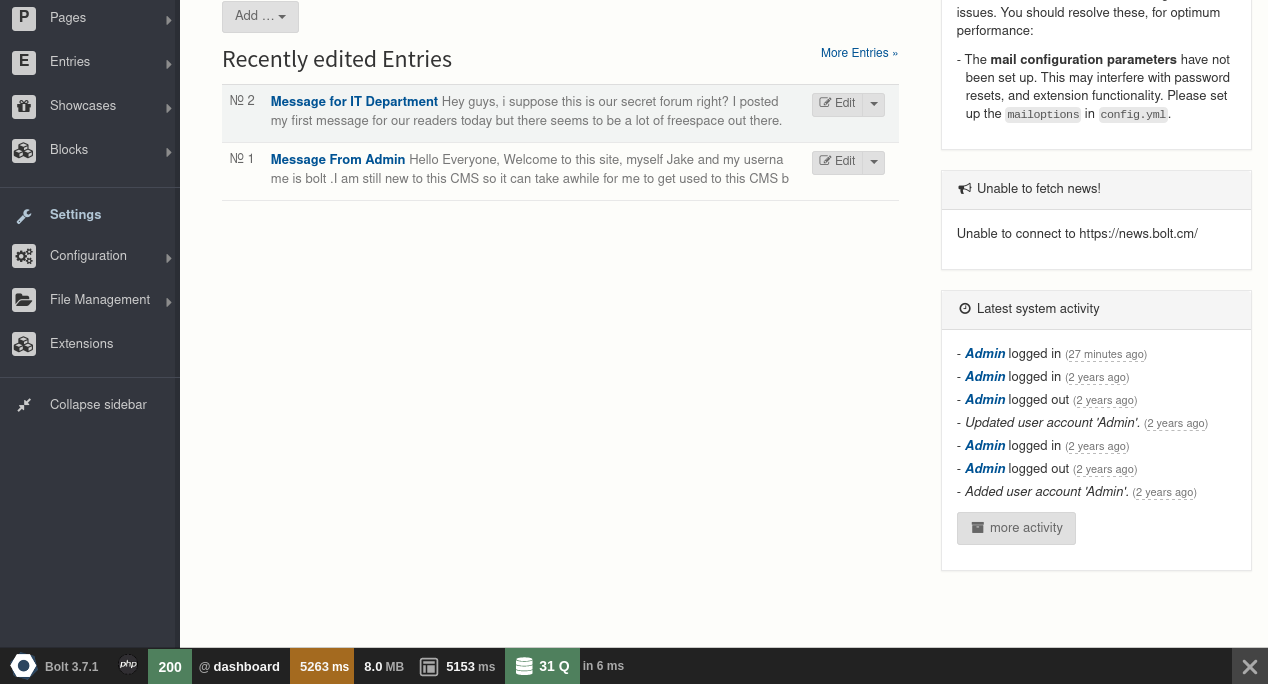 P Pages
E Entries
Showcases
Blocks
Settings
Configuration
File Management
Extensions
Collapse sidebar
Add ...
Recently edited Entries
More Entries »
№ 2 Message for IT Department Hey guys, i suppose this is our secret forum right? I posted
my first message for our readers today but there seems to be a lot of freespace out there.
Edit
№ 1 Message From Admin Hello Everyone, Welcome to this site, myself Jake and my userna
me is bolt .I am still new to this CMS so it can take awhile for me to get used to this CMS b
Edit
issues. You should resolve these, for optimum
performance:
- The mail configuration parameters have not
been set up. This may interfere with password
resets, and extension functionality. Please set
up the mailoptions in config.yml.
Unable to fetch news!
Unable to connect to https://news.bolt.cm/
Latest system activity
- Admin logged in (27 minutes ago)
- Admin logged in (2 years ago)
- Admin logged out (2 years ago)
- Updated user account 'Admin'. (2 years ago)
- Admin logged in (2 years ago)
- Admin logged out (2 years ago)
- Added user account 'Admin'. (2 years ago)
more activity
Bolt 3.7.1 php 200 @ dashboard 5263 ms 8.0 MB 5153 ms 31 Q in 6 ms